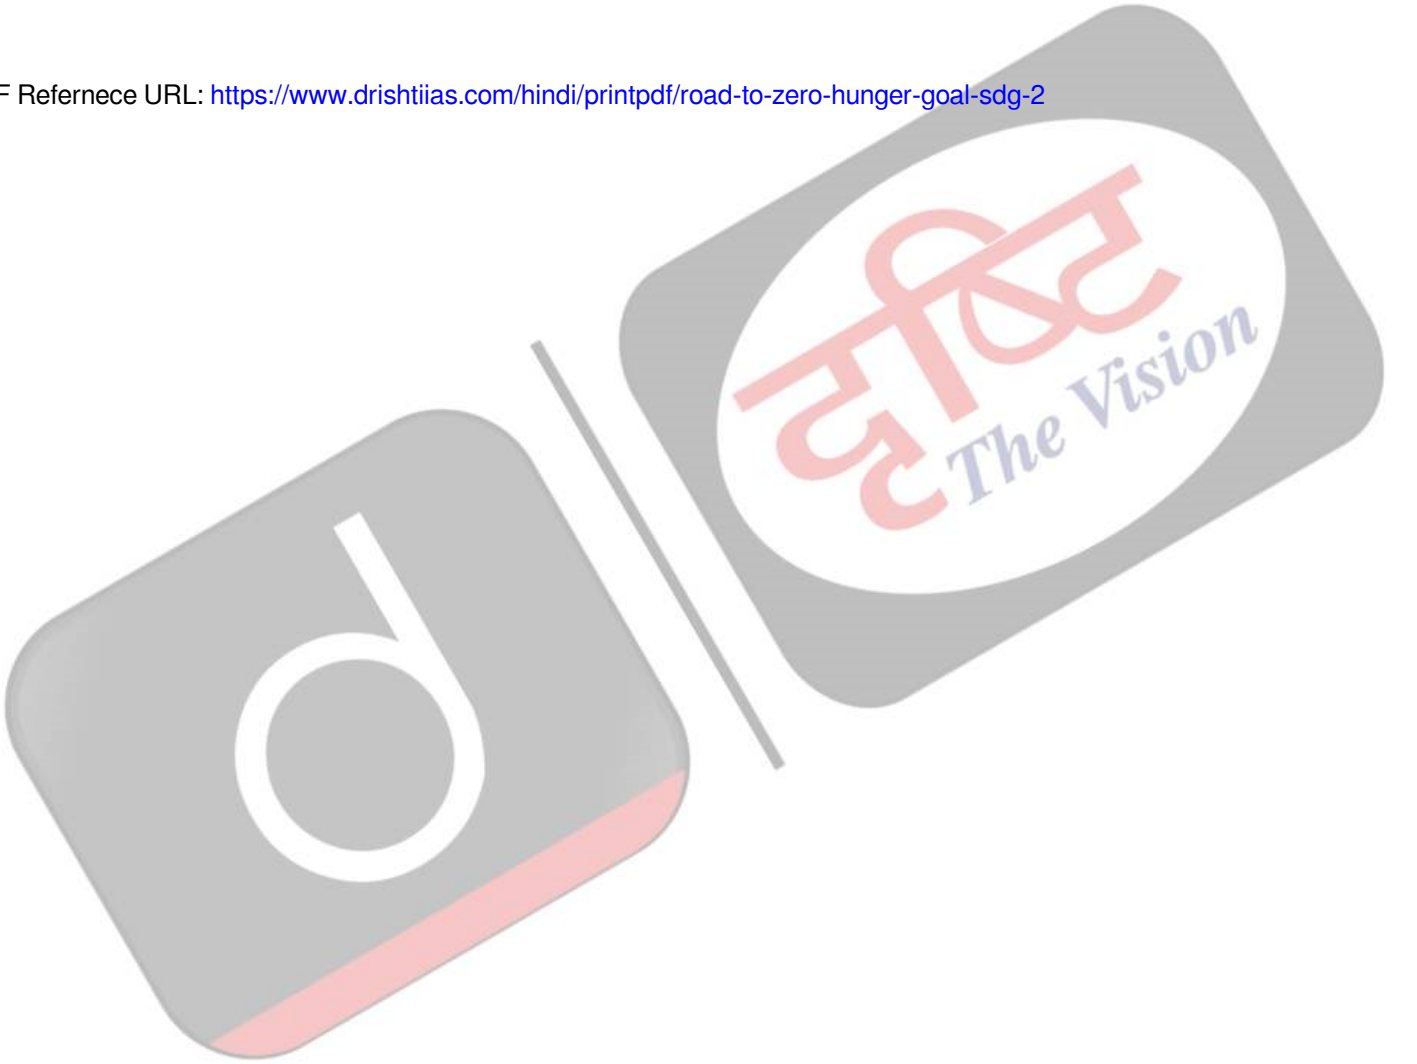 F Refernece URL: https://www.drishtiias.com/hindi/printpdf/road-to-zero-hunger-goal-sdg-2
दृष्टि
The Vision
d